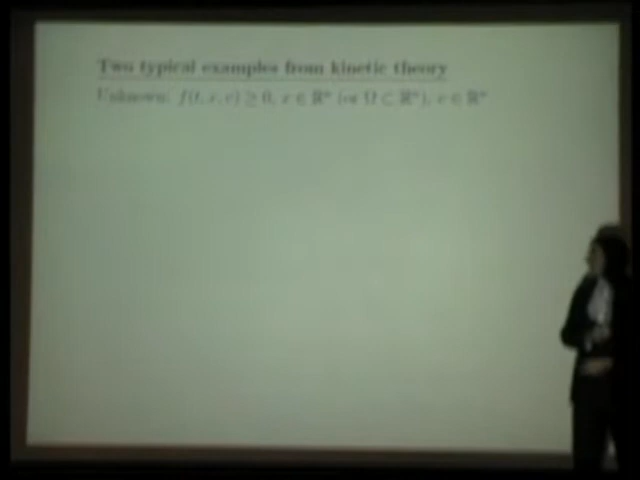 Two typical examples from kinetic theory
Unknown: f(t, x, v) ≥ 0, x ∈ ℝⁿ (or Ω ⊂ ℝⁿ), v ∈ ℝⁿ